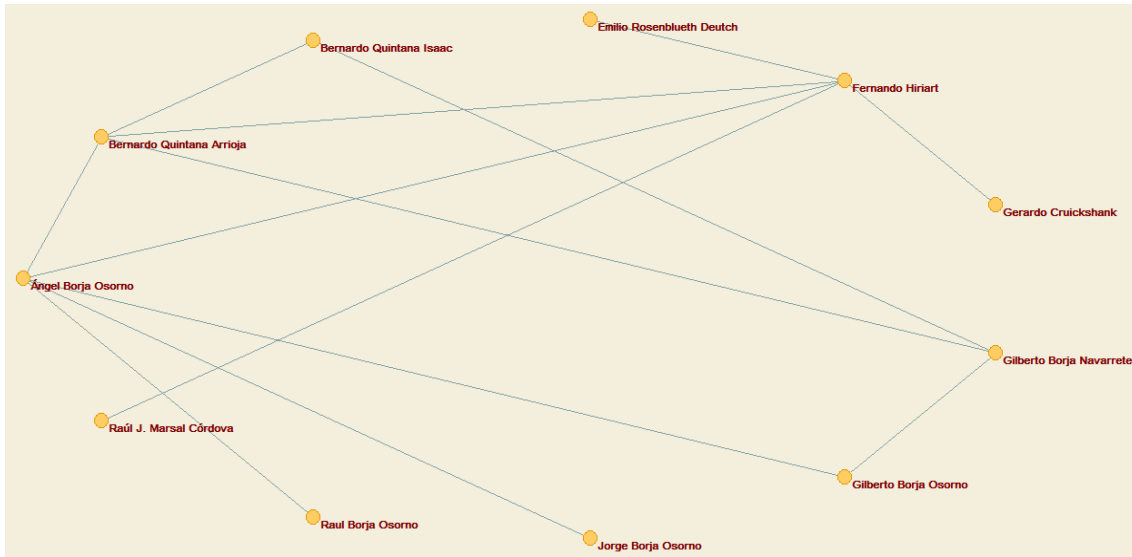 Emilio Rosenblueth Deutch
Bernardo Quintana Isaac
Fernando Hiriart
Bernardo Quintana Arrioja
Gerardo Cruickshank
Ángel Borja Osorno
Gilberto Borja Navarrete
Raúl J. Marsal Córdova
Gilberto Borja Osorno
Raul Borja Osorno
Jorge Borja Osorno